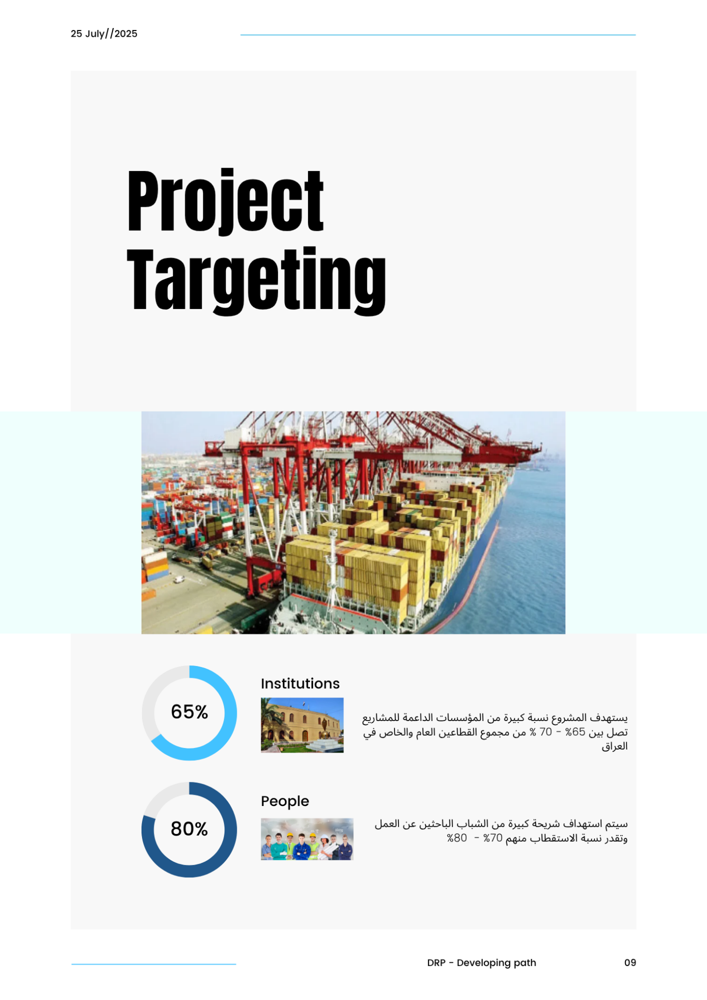 25 July//2025
Project
Targeting
65%
Institutions
يستهدف المشروع نسبة كبيرة من المؤسسات الداعمة للمشاريع
تصل بين 65% - 70 % من مجموع القطاعين العام والخاص في
العراق
80%
People
سيتم استهداف شريحة كبيرة من الشباب الباحثين عن العمل
وتقدر نسبة الاستقطاب منهم 70% - 80%
DRP - Developing path
09